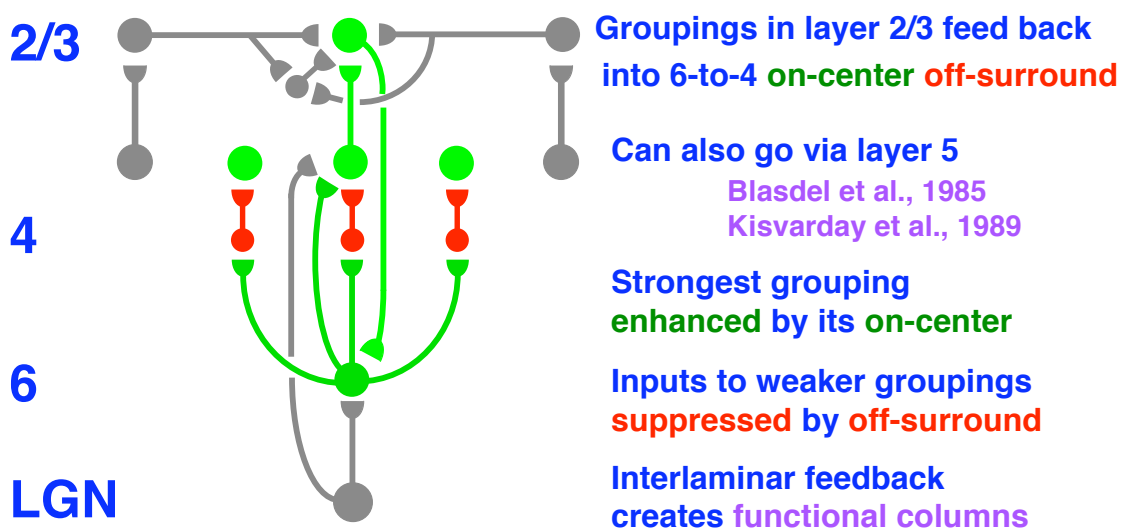 2/3
Groupings in layer 2/3 feed back
into 6-to-4 on-center off-surround
Can also go via layer 5
Blasdel et al., 1985
Kisvarday et al., 1989
4
Strongest grouping
enhanced by its on-center
6
Inputs to weaker groupings
suppressed by off-surround
LGN
Interlaminar feedback
creates functional columns